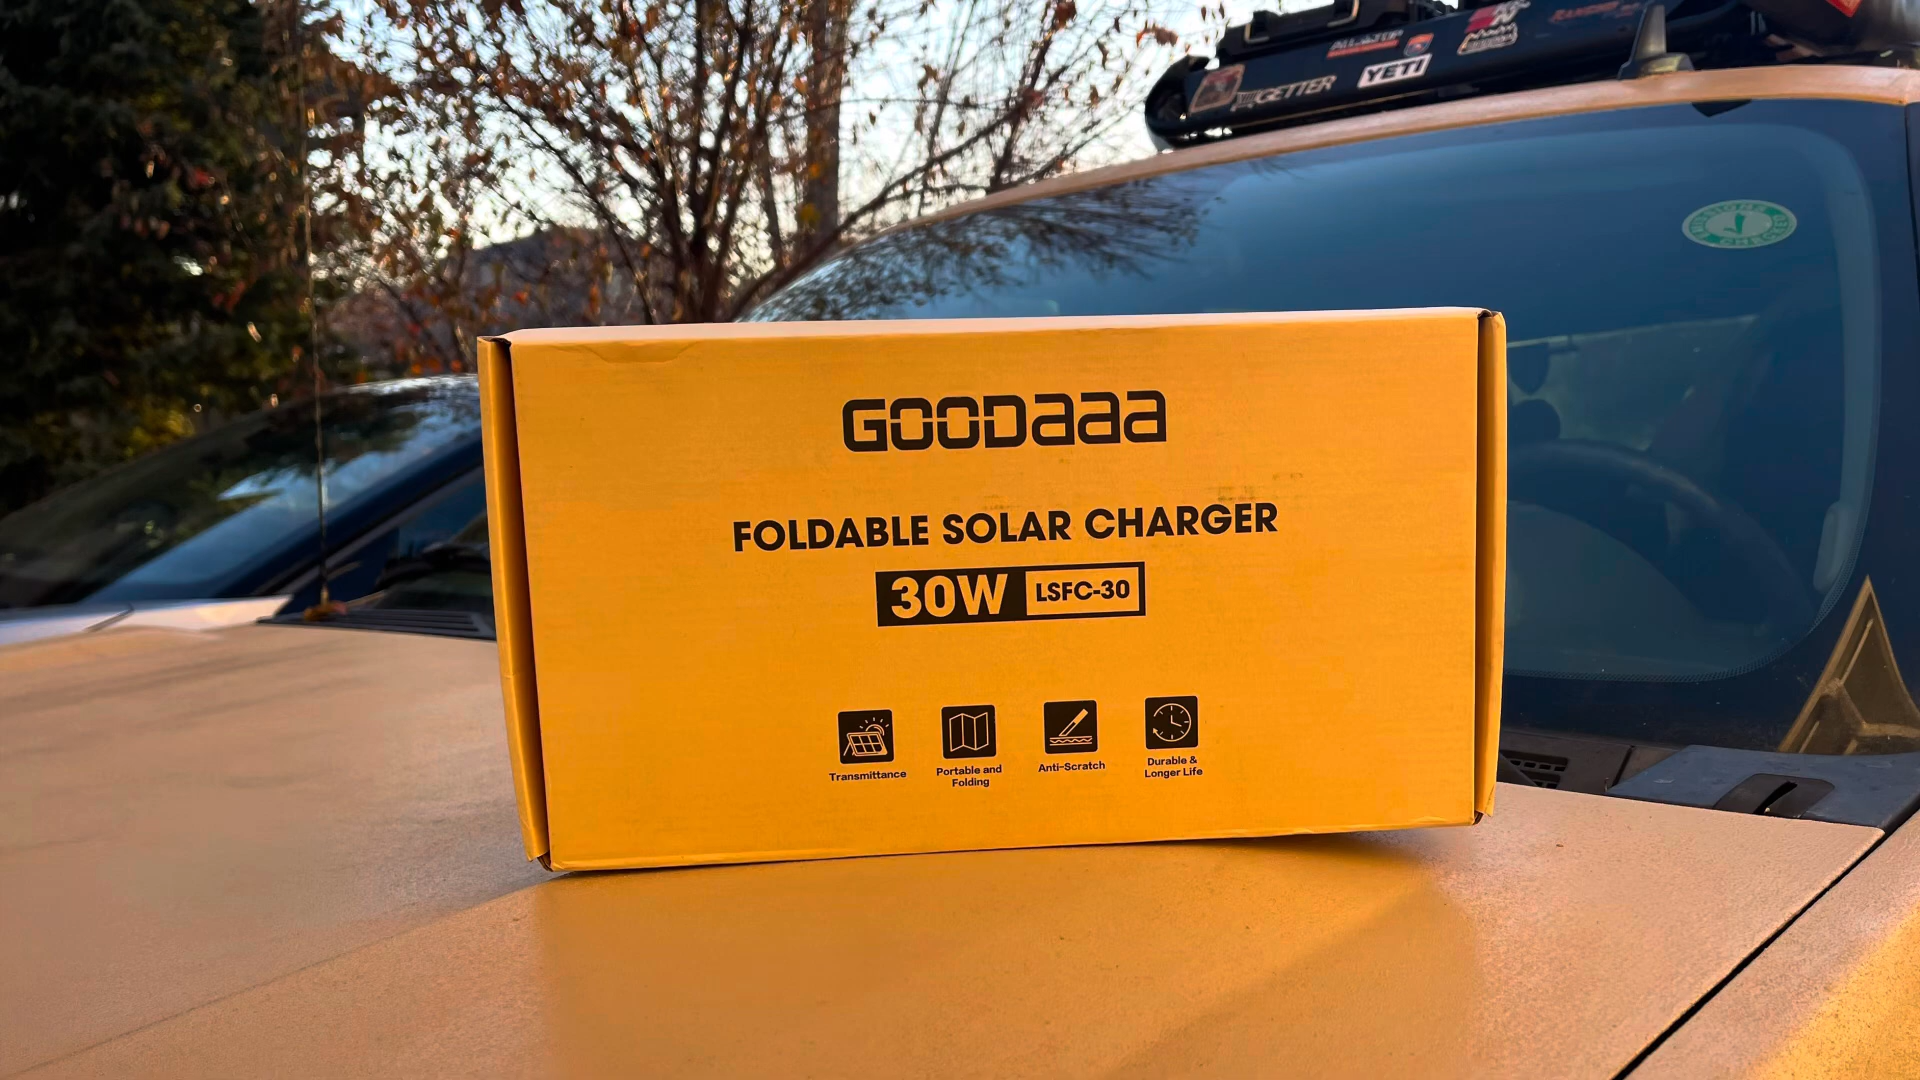 YETI
GOODaaa
FOLDABLE SOLAR CHARGER
30W LSFC-30
Transmittance
Portable and
Folding
Anti-Scratch
Durable &
Longer Life